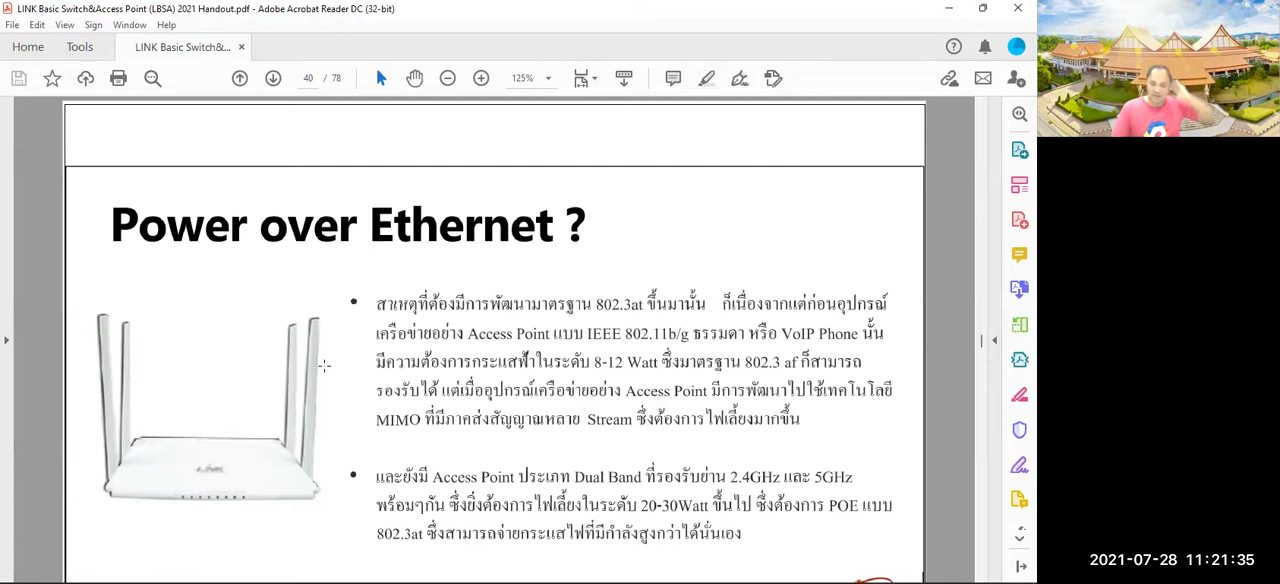 LINK Basic Switch&Access Point (LBSA) 2021 Handout.pdf - Adobe Acrobat Reader DC (32-bit)
File Edit View Sign Window Help
Home Tools LINK Basic Switch&... ×
40 / 78 125%
Power over Ethernet ?
• สาเหตุที่ต้องมีการพัฒนามาตรฐาน 802.3at ขึ้นมานั้น ก็เนื่องจากแต่ก่อนอุปกรณ์
เครือข่ายอย่าง Access Point แบบ IEEE 802.11b/g ธรรมดา หรือ VoIP Phone นั้น
มีความต้องการกระแสฟ้าในระดับ 8-12 Watt ซึ่งมาตรฐาน 802.3 af ก็สามารถ
รองรับได้ แต่เมื่ออุปกรณ์เครือข่ายอย่าง Access Point มีการพัฒนาไปใช้เทคโนโลยี
MIMO ที่มีภาคส่งสัญญาณหลาย Stream ซึ่งต้องการไฟเลี้ยงมากขึ้น
• และยังมี Access Point ประเภท Dual Band ที่รองรับย่าน 2.4GHz และ 5GHz
พร้อมๆกัน ซึ่งยิ่งต้องการไฟเลี้ยงในระดับ 20-30Watt ขึ้นไป ซึ่งต้องการ POE แบบ
802.3at ซึ่งสามารถจ่ายกระแสไฟที่มีกำลังสูงกว่าได้นั่นเอง
LINK
2021-07-28 11:21:35